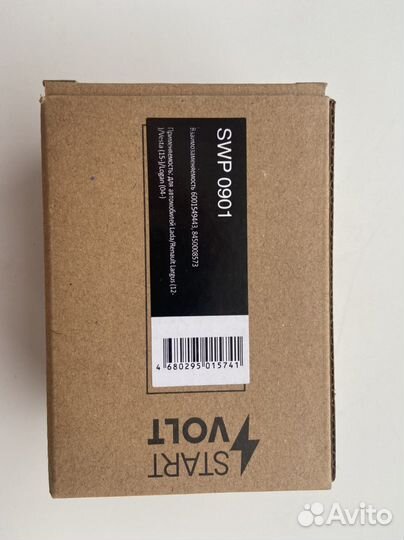 SWP 0901
Взаимозаменяемость 6001549443, 8450008573
Применяемость: для автомобилей Lada/Renault Largus (12-
)/Vesta (15-)/Logan (04-)
4 680295 015741
START
VOLT
Avito